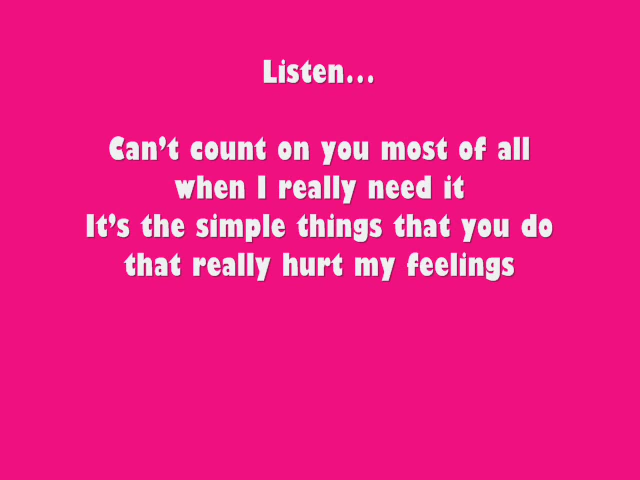 Listen...
Can't count on you most of all
when I really need it
It's the simple things that you do
that really hurt my feelings